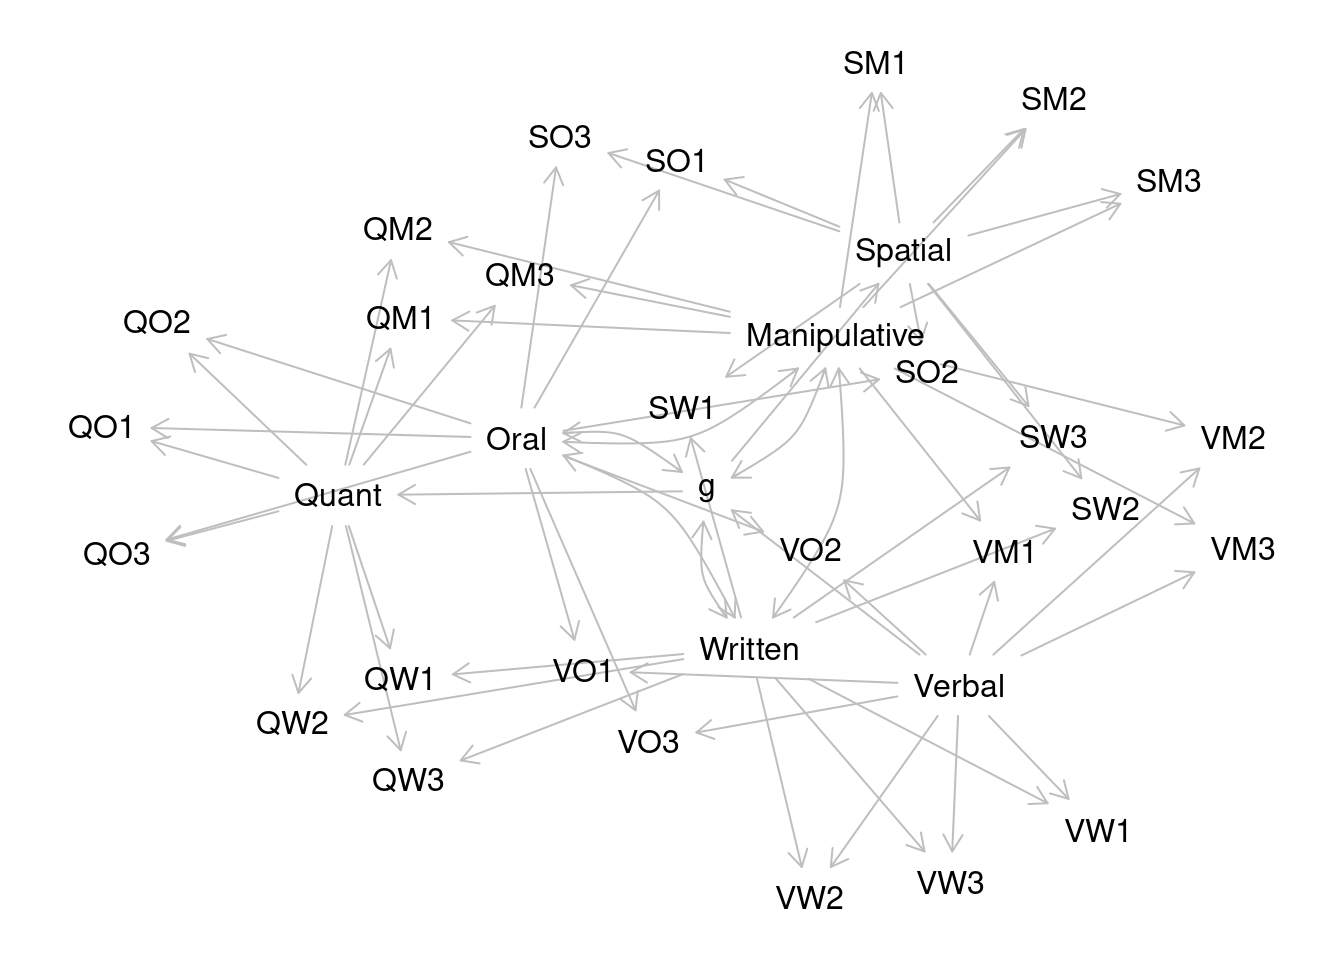 SM1
SM2
SO3
SO1
SM3
QM2
Spatial
QM3
QO2
QM1
Manipulative
SO2
SW1
QO1
Oral
SW3
VM2
Quant
g
SW2
QO3
VO2
VM1
VM3
Written
QW1
VO1
Verbal
QW2
VO3
QW3
VW1
VW3
VW2